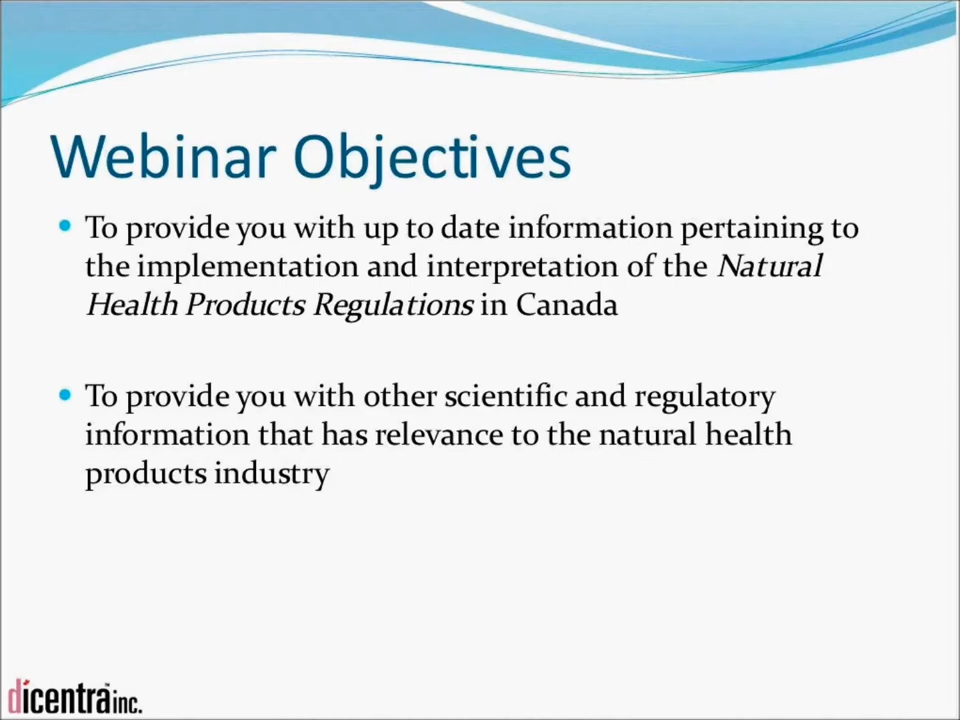 Webinar Objectives
• To provide you with up to date information pertaining to
the implementation and interpretation of the Natural
Health Products Regulations in Canada
• To provide you with other scientific and regulatory
information that has relevance to the natural health
products industry
dicentra™ inc.